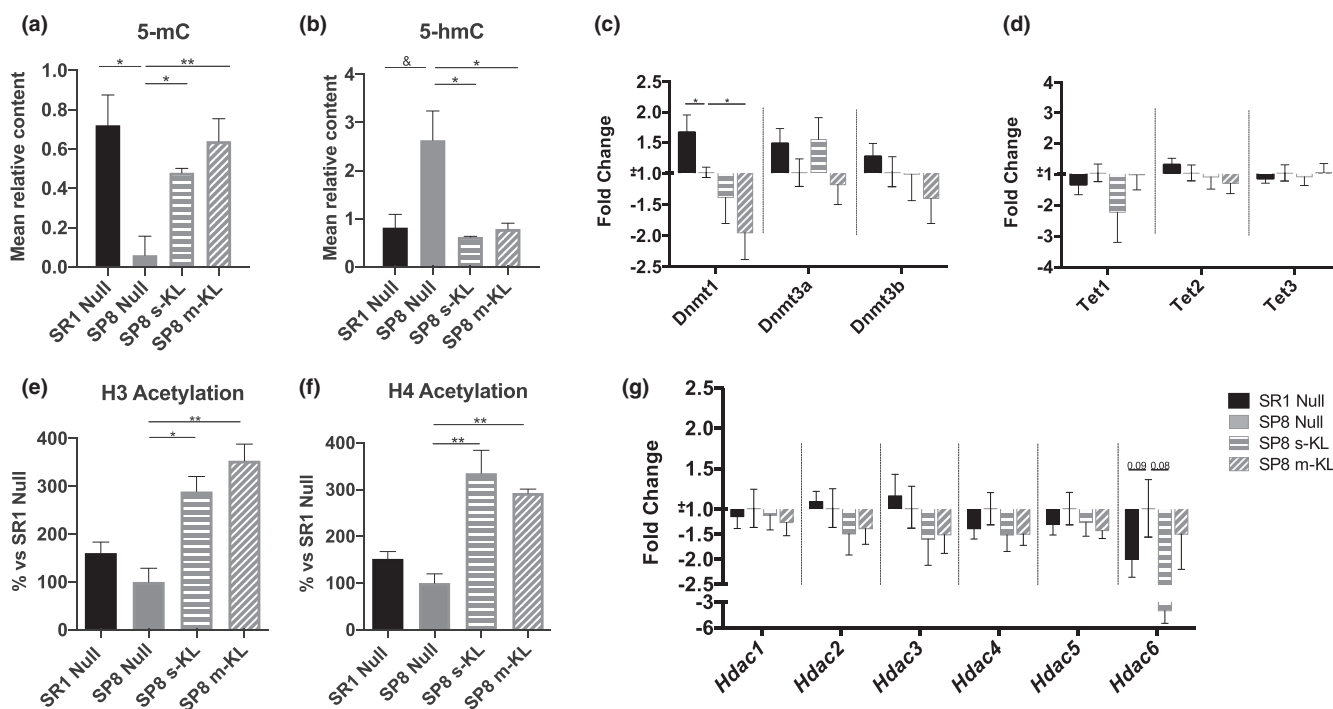 (a)
5-mC
Mean relative content
1.0
0.8
0.6
0.4
0.2
0.0
*
**
*
SR1 Null
SP8 Null
SP8 s-KL
SP8 m-KL
(b)
5-hmC
Mean relative content
4
3
2
1
0
&
*
*
SR1 Null
SP8 Null
SP8 s-KL
SP8 m-KL
(c)
Fold Change
2.5
2.0
1.5
±1.0
-1.5
-2.0
-2.5
*
*
Dnmt1
Dnmt3a
Dnmt3b
(d)
Fold Change
4
3
2
±1
-2
-3
-4
Tet1
Tet2
Tet3
(e)
H3 Acetylation
% vs SR1 Null
400
300
200
100
0
**
*
SR1 Null
SP8 Null
SP8 s-KL
SP8 m-KL
(f)
H4 Acetylation
% vs SR1 Null
400
300
200
100
0
**
**
SR1 Null
SP8 Null
SP8 s-KL
SP8 m-KL
(g)
Fold Change
2.5
2.0
1.5
±1.0
-1.5
-2.0
-2.5
-3
-6
0.09 0.08
Hdac1
Hdac2
Hdac3
Hdac4
Hdac5
Hdac6
SR1 Null
SP8 Null
SP8 s-KL
SP8 m-KL